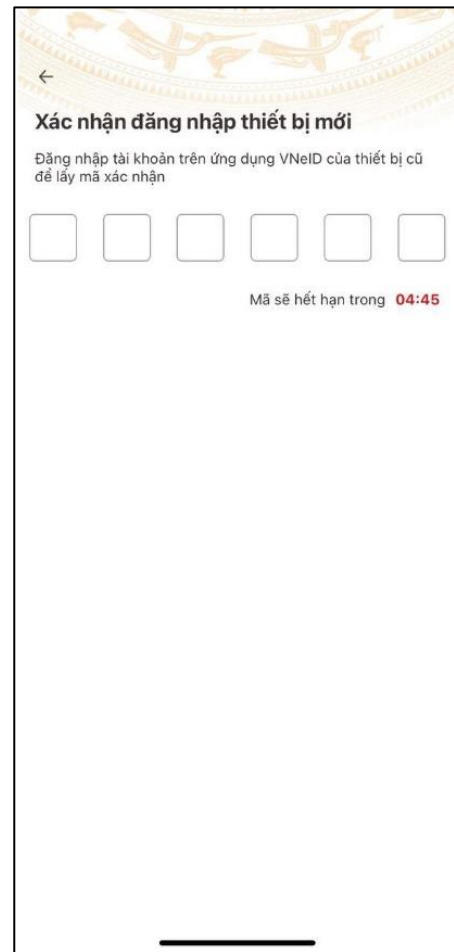 Xác nhận đăng nhập thiết bị mới
Đăng nhập tài khoản trên ứng dụng VNeID của thiết bị cũ
để lấy mã xác nhận
Mã sẽ hết hạn trong 04:45